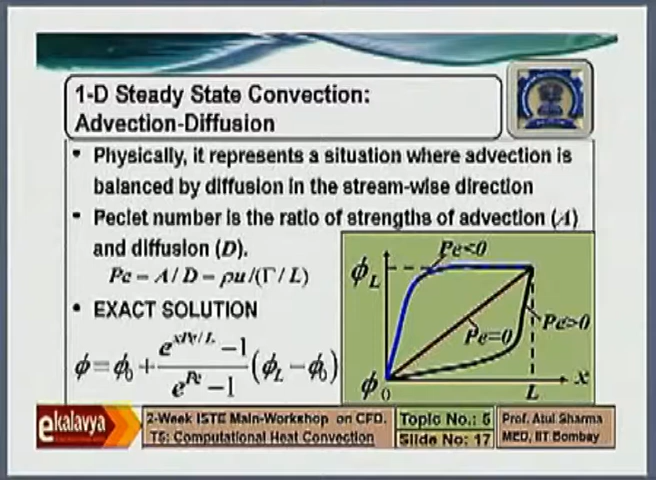 1-D Steady State Convection:
Advection-Diffusion
• Physically, it represents a situation where advection is
balanced by diffusion in the stream-wise direction
• Peclet number is the ratio of strengths of advection (A)
and diffusion (D).
Pe = A / D = ρu/(Γ / L)
• EXACT SOLUTION
ϕ = ϕ₀ + (e^{xPe/L} − 1)/(e^{Pe} − 1) (ϕ_L − ϕ₀)
Pe<0
ϕ_L
Pe>0
Pe=0
ϕ₀
L
x
ekalavya
2-Week ISTE Main-Workshop on CFD.
T5: Computational Heat Convection
Topic No.: 5
Slide No: 17
Prof. Atul Sharma
MED, IIT Bombay